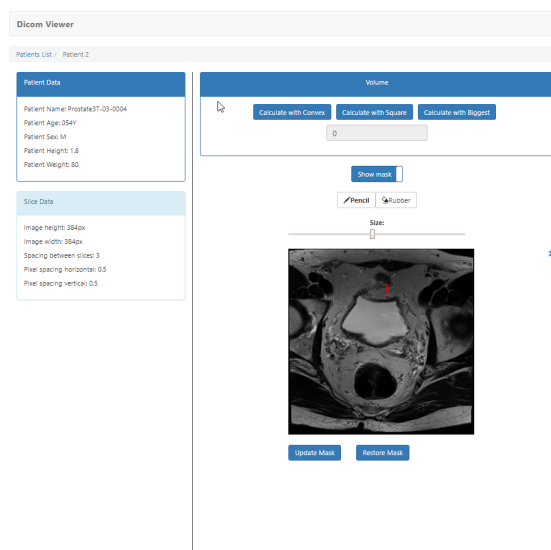 Dicom Viewer
Patients List / Patient 2
Patient Data
Patient Name: Prostate3T-03-0004
Patient Age: 054Y
Patient Sex: M
Patient Height: 1.8
Patient Weight: 80
Slice Data
Image height: 384px
Image width: 384px
Spacing between slices: 3
Pixel spacing horizontal: 0.5
Pixel spacing vertical: 0.5
Volume
Calculate with Convex Calculate with Square Calculate with Biggest
0
Show mask
Pencil Rubber
Size:
Update Mask Restore Mask